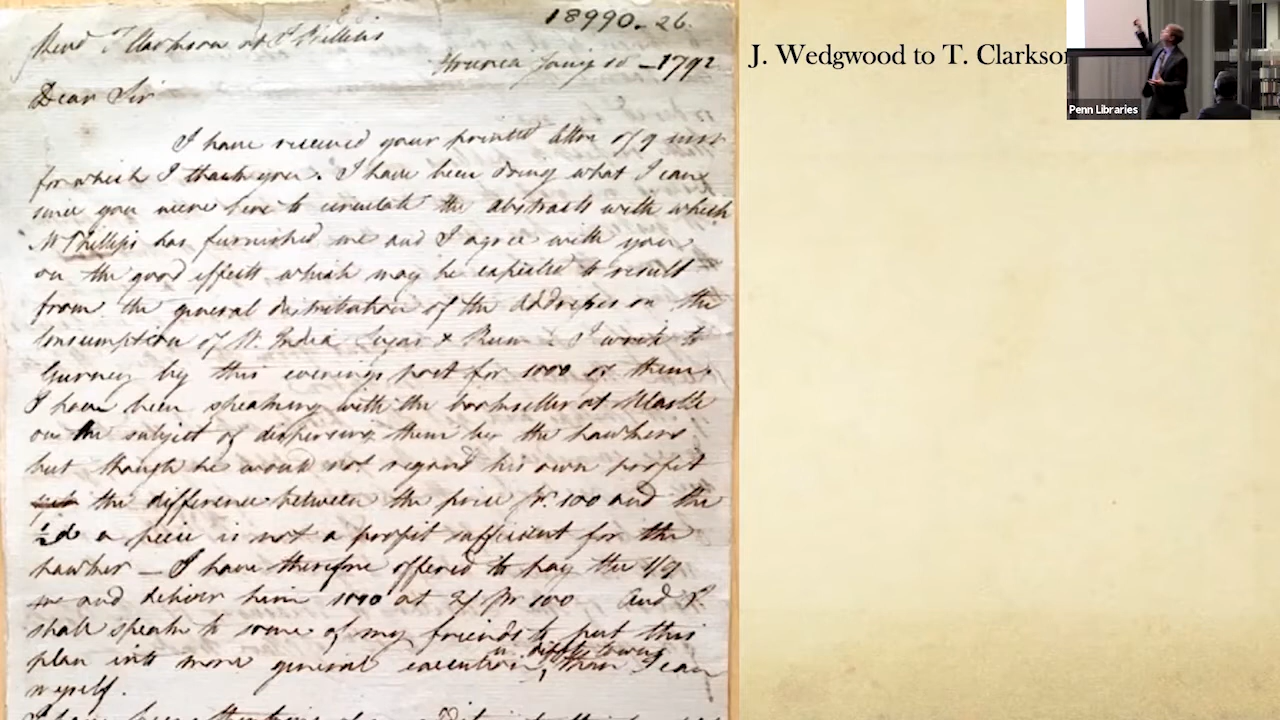 18990.26.
Revd T Clarkson at J Phillips
Etruria Jany 10 - 1792
Dear Sir
I have received your printed letter of 9 inst
for which I thank you. I have been doing what I can
since you were here to circulate the abstracts with which
Mr Phillips has furnished me and I agree with you
on the good effects which may be expected to result
from the general distribution of the Addresses on the
Consumption of W. India Sugar & Rum I wrote to
Gurney by this evenings post for 1000 of them.
I have been speaking with the bookseller at
on the subject of dispersing them by the hawkers
but though he would not regard his own profit
the difference between the price pr. 100 and the
½d a piece is not a profit sufficient for the
hawker — I have therefore offered to pay the
and deliver him 1000 at 2/ pr 100 And I
shall speak to some of my friends to put this
plan into more general execution, in difft towns than I can
myself.
J. Wedgwood to T. Clarkso
Penn Libraries